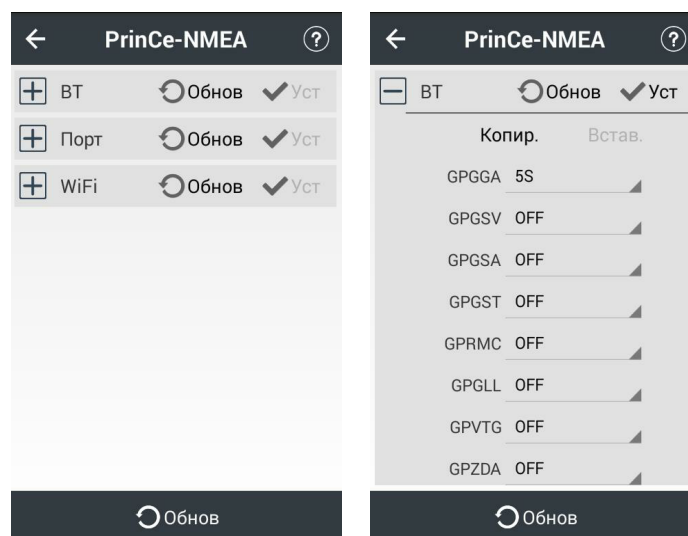 PrinCe-NMEA ?
BT Обнов Уст
Порт Обнов Уст
WiFi Обнов Уст
Обнов
PrinCe-NMEA ?
BT Обнов Уст
Копир. Встав.
GPGGA 5S
GPGSV OFF
GPGSA OFF
GPGST OFF
GPRMC OFF
GPGLL OFF
GPVTG OFF
GPZDA OFF
Обнов